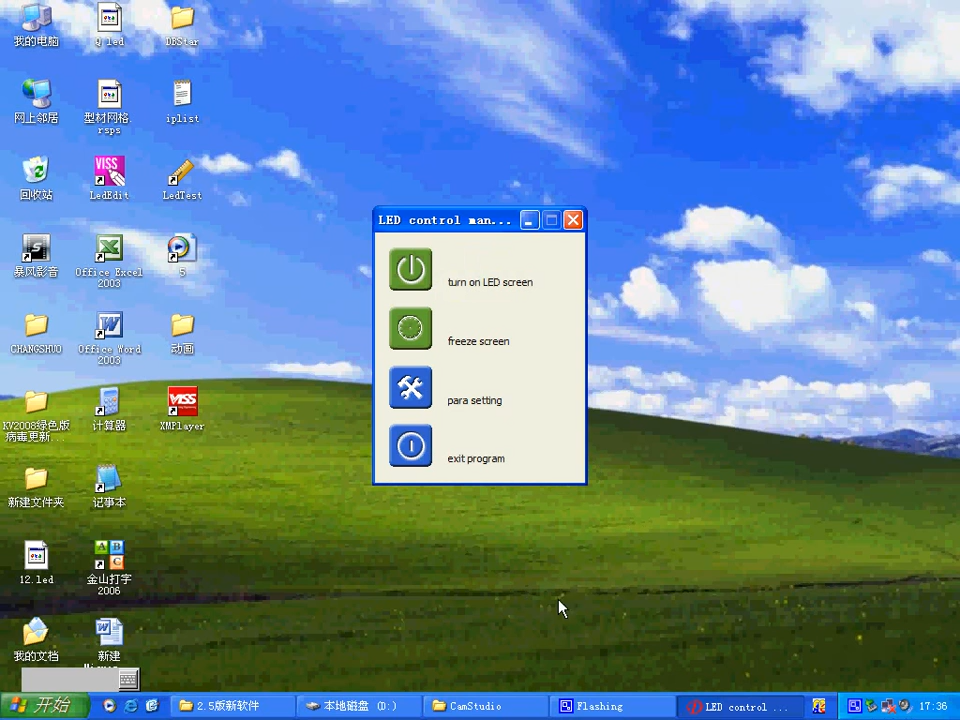 我的电脑
Q.led
DBStar
网上邻居
型材网格.
rsps
iplist
回收站
VISS
LedEdit
LedTest
暴风影音
Office Excel
2003
5
CHANGSHUO
Office Word
2003
动画
KV2008绿色版
病毒更新...
计算器
VISS
XMPlayer
新建文件夹
记事本
12.led
A B
C
金山打字
2006
我的文档
新建
LED control man...
turn on LED screen
freeze screen
para setting
exit program
开始
2.5版新软件
本地磁盘 (D:)
CamStudio
Flashing
LED control ...
17:36